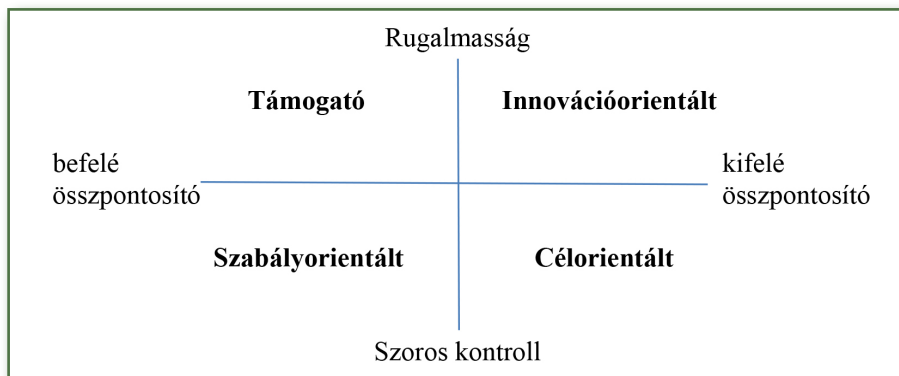 Rugalmasság
Támogató
Innovációorientált
befelé
összpontosító
kifelé
összpontosító
Szabályorientált
Célorientált
Szoros kontroll